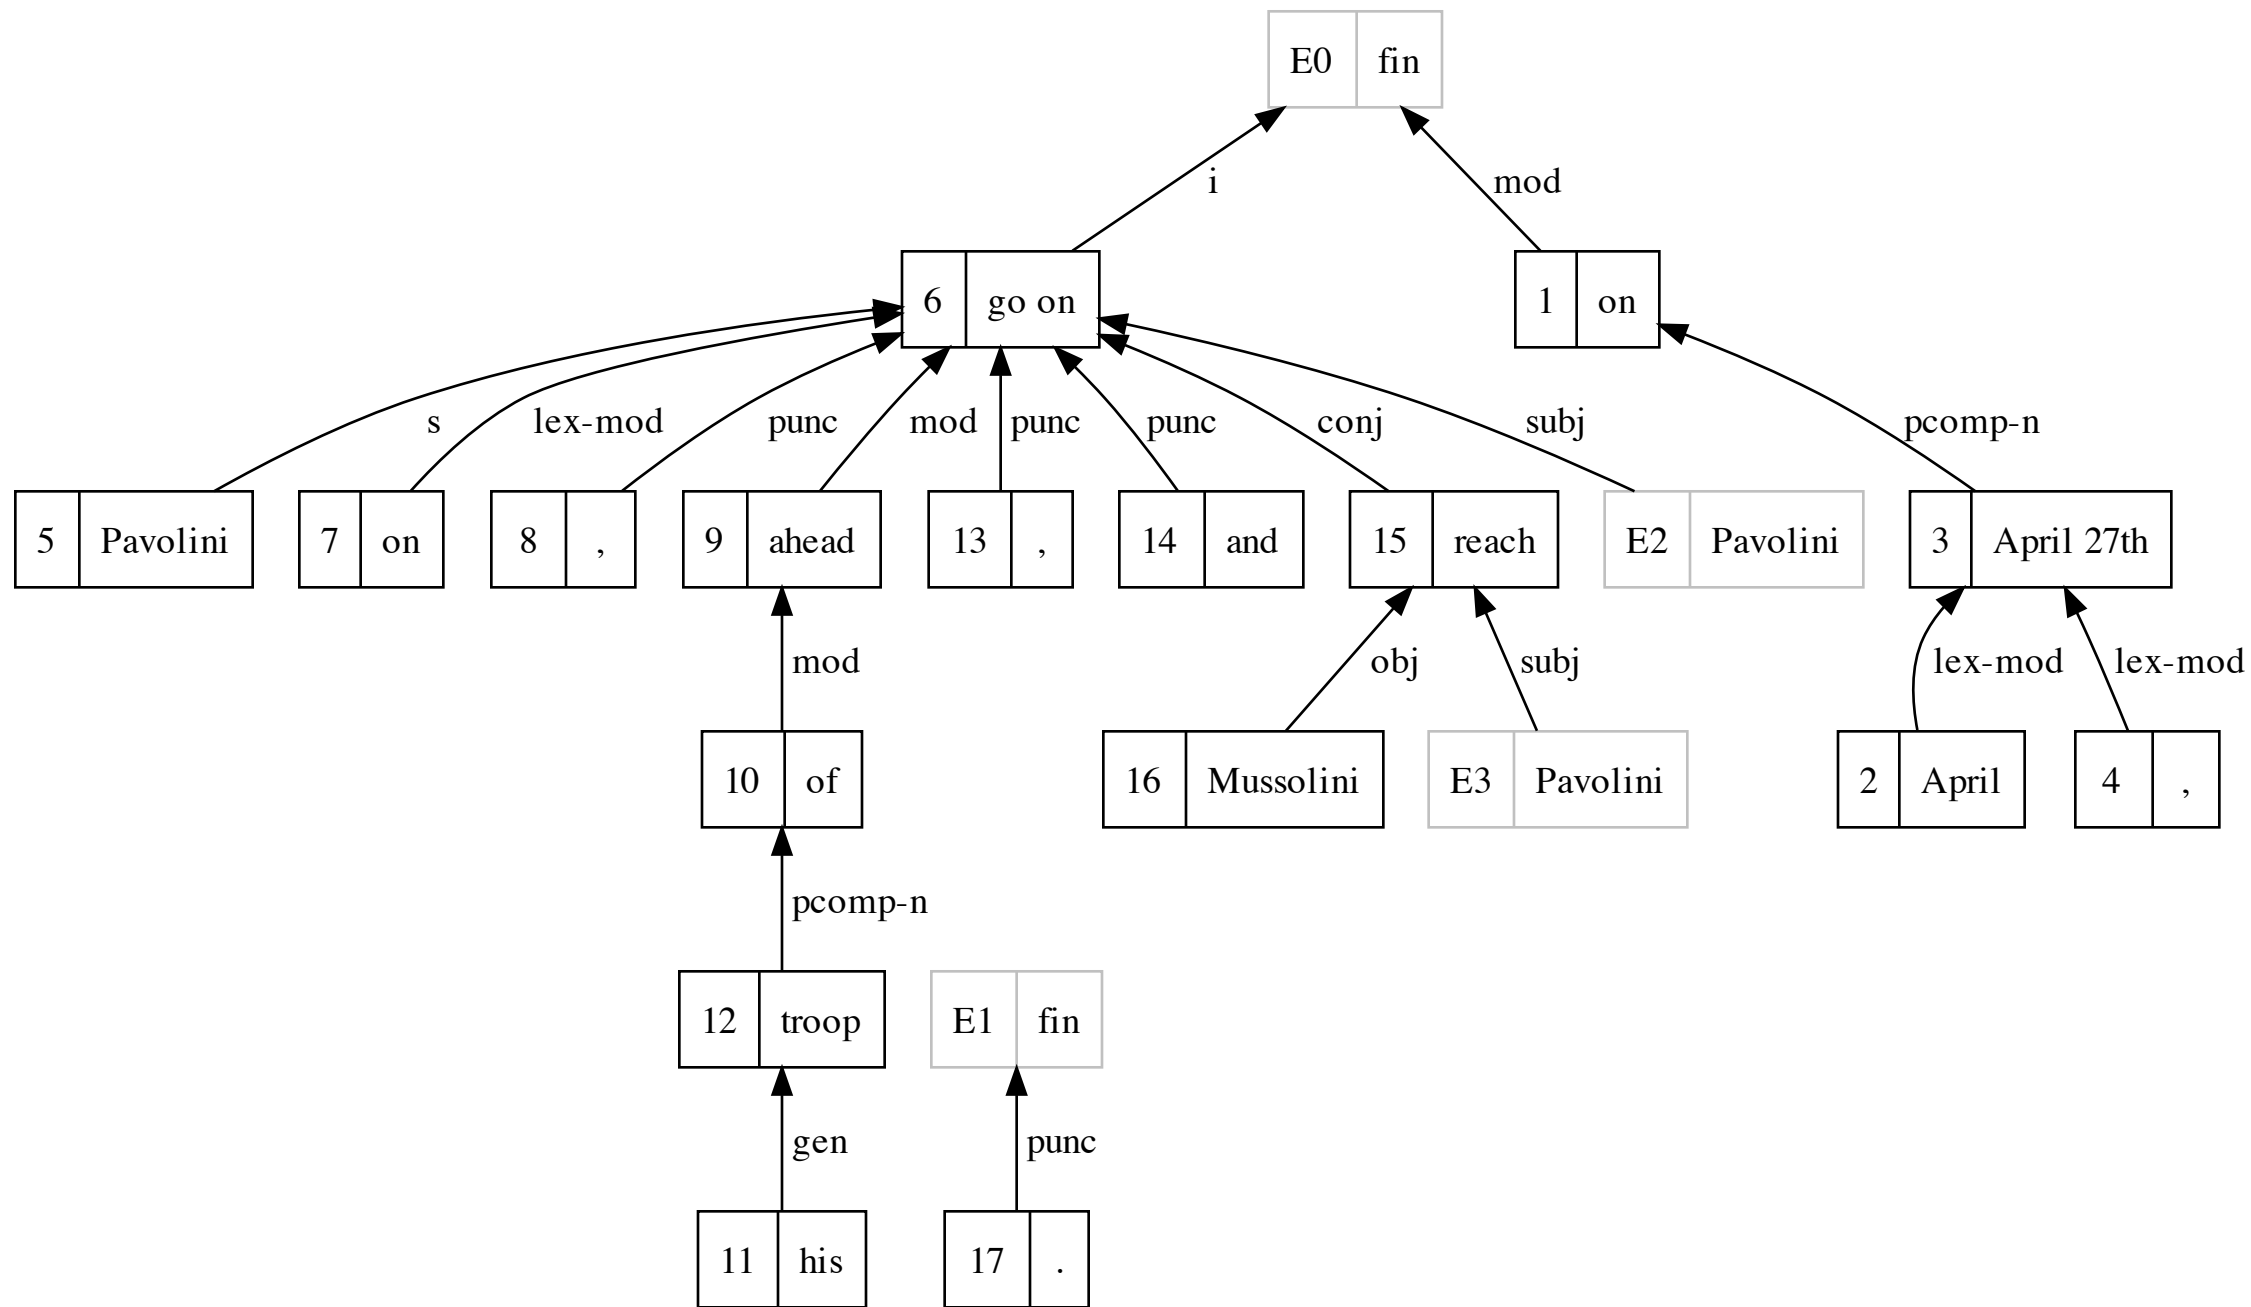 E0 fin
i mod
6 go on 1 on
s lex-mod punc mod punc punc conj subj pcomp-n
5 Pavolini 7 on 8 , 9 ahead 13 , 14 and 15 reach E2 Pavolini 3 April 27th
mod obj subj lex-mod lex-mod
10 of 16 Mussolini E3 Pavolini 2 April 4 ,
pcomp-n
12 troop E1 fin
gen punc
11 his 17 .